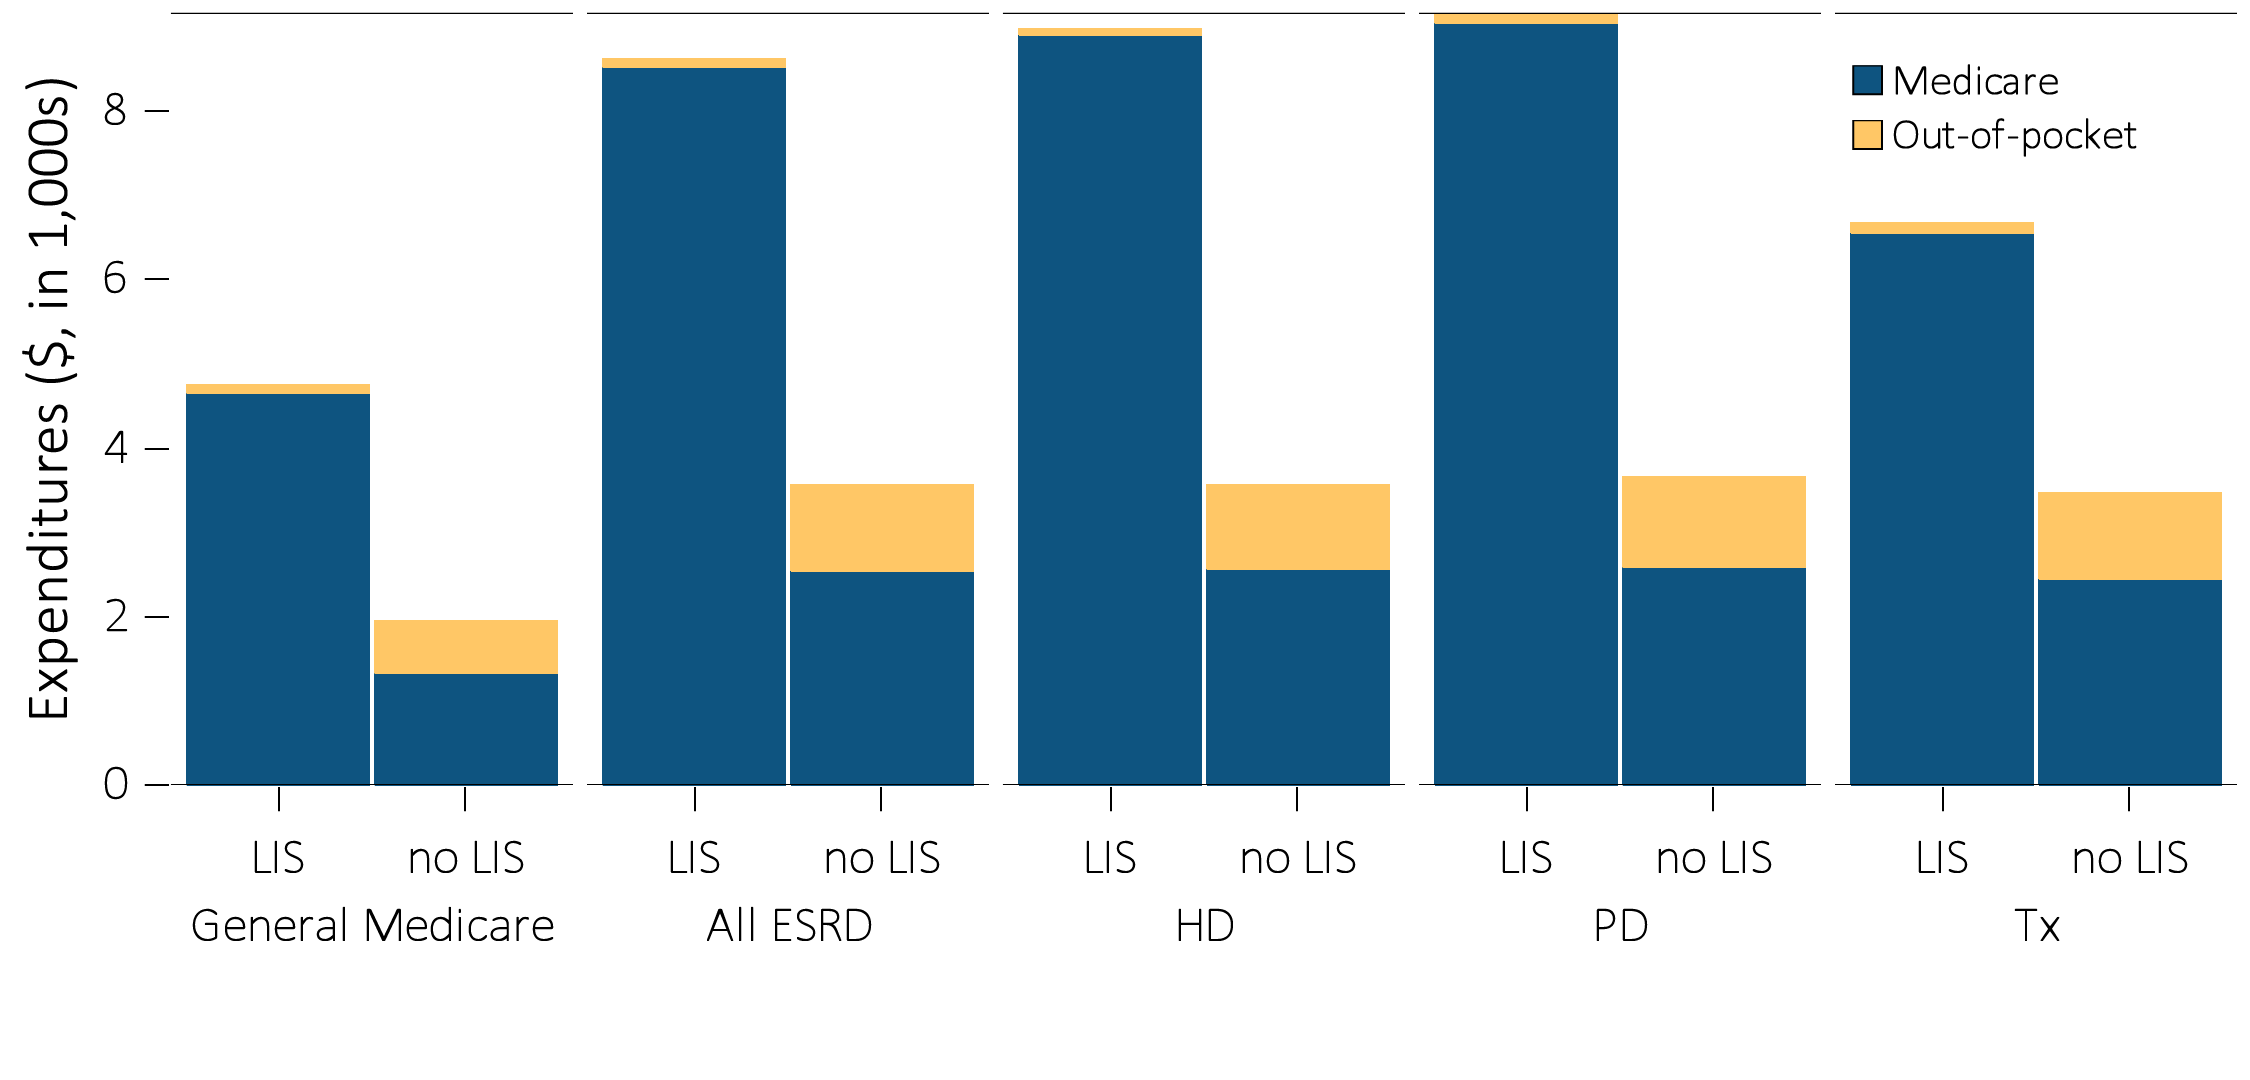 Expenditures ($, in 1,000s)
8
6
4
2
0
Medicare
Out-of-pocket
LIS no LIS LIS no LIS LIS no LIS LIS no LIS LIS no LIS
General Medicare All ESRD HD PD Tx